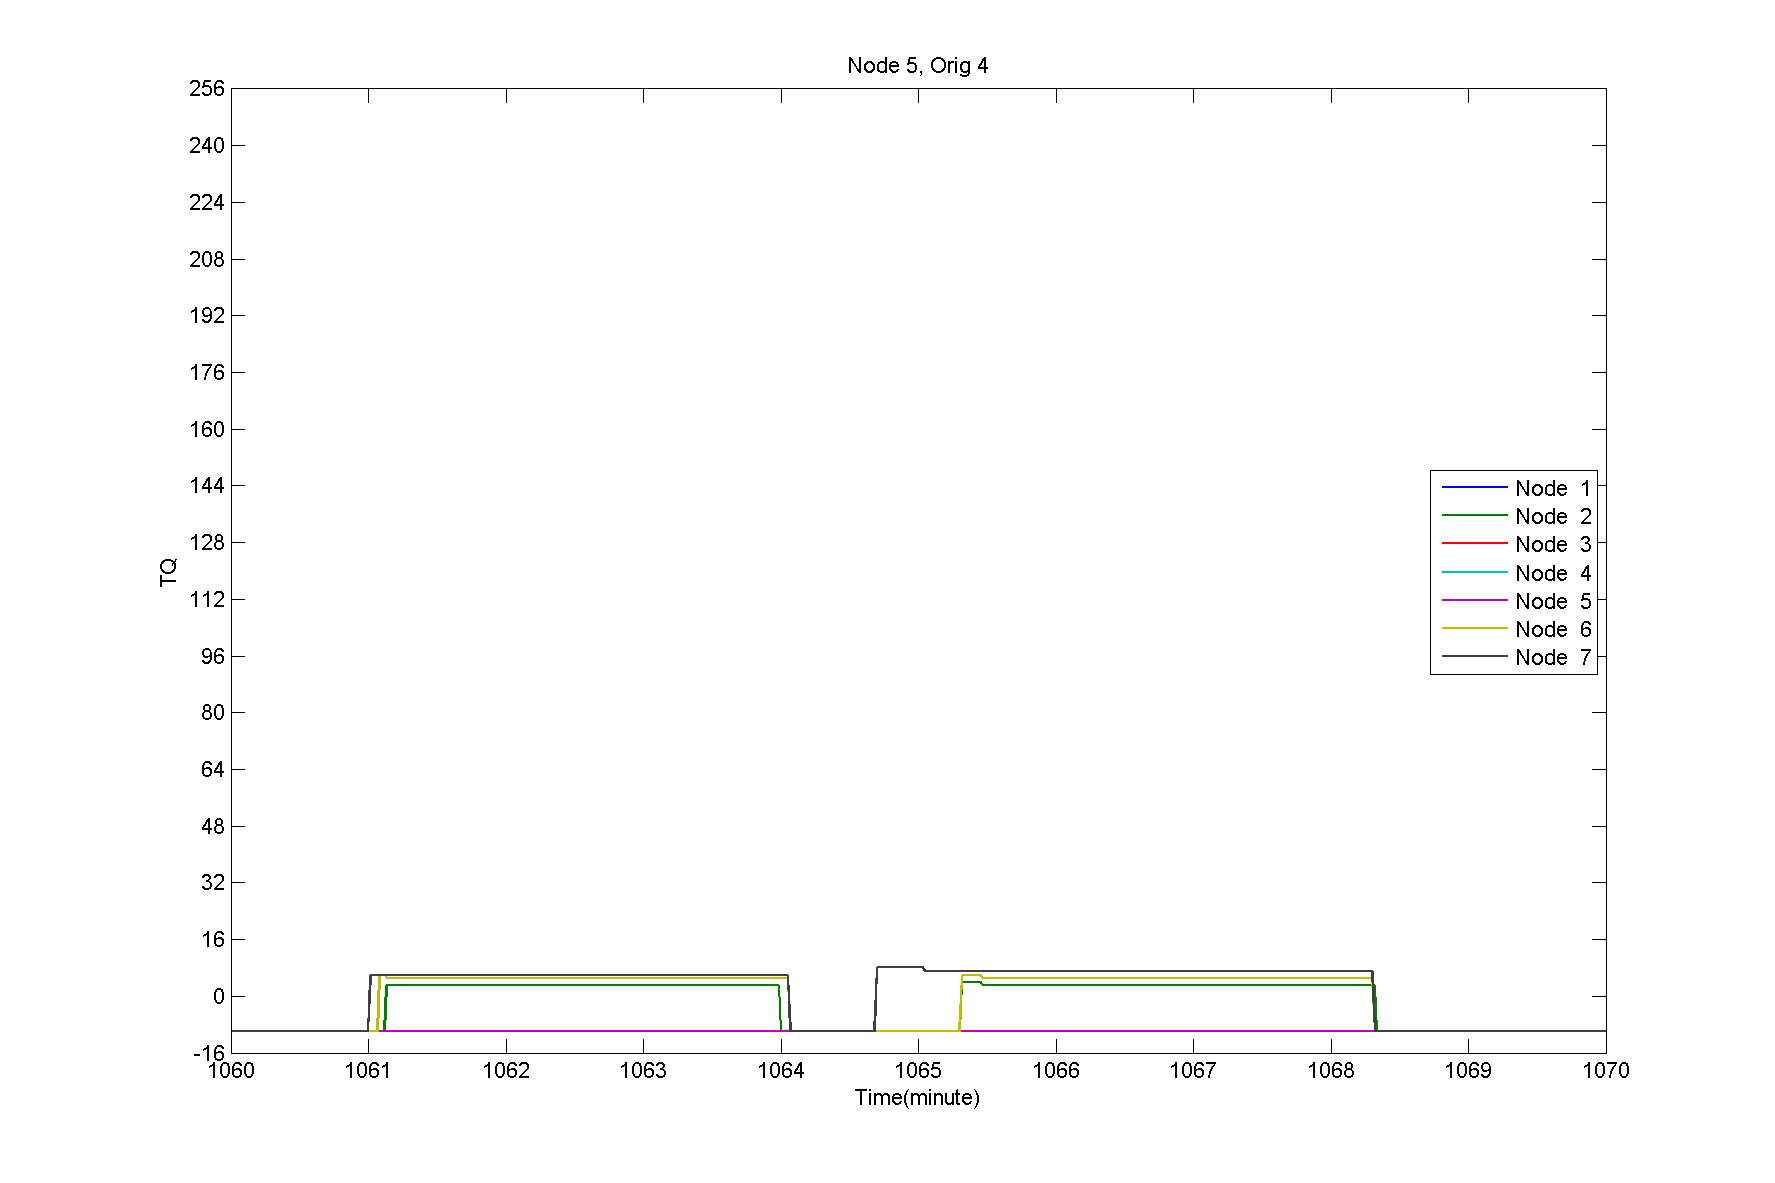 Node 5, Orig 4
256
240
224
208
192
176
160
144
128
112
96
80
64
48
32
16
0
-16
TQ
Node 1
Node 2
Node 3
Node 4
Node 5
Node 6
Node 7
1060 1061 1062 1063 1064 1065 1066 1067 1068 1069 1070
Time(minute)